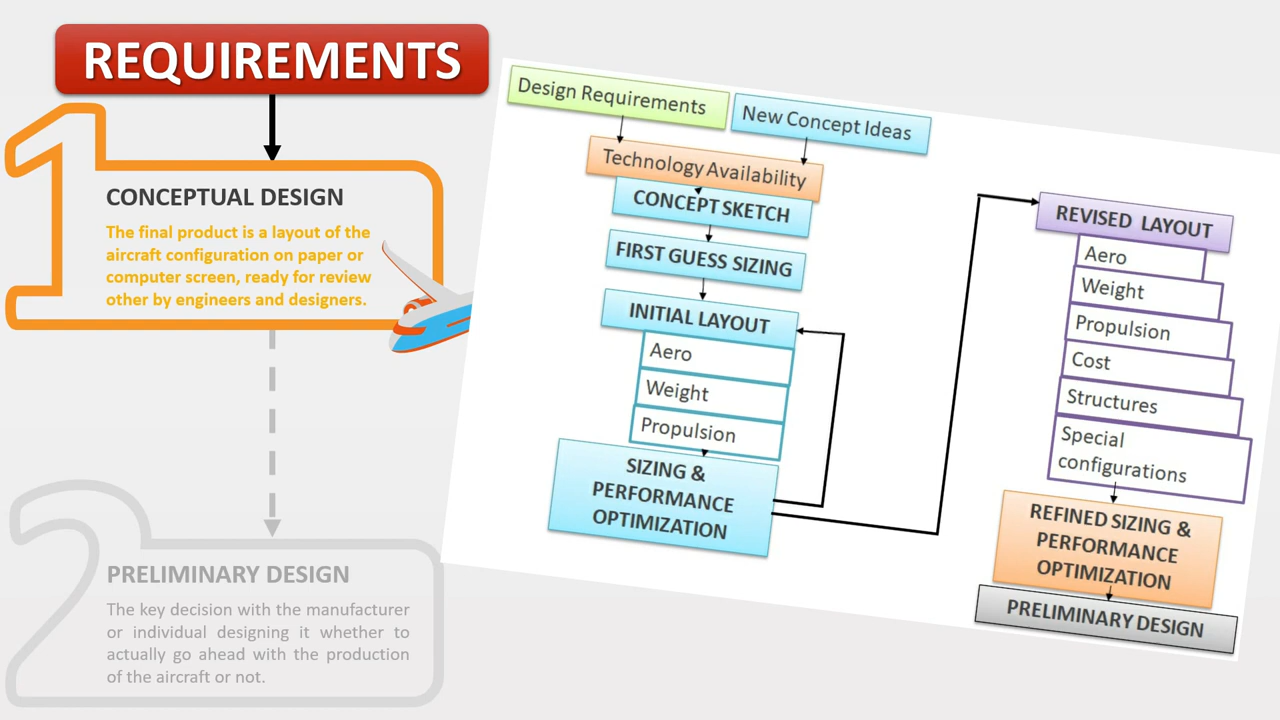 REQUIREMENTS
1
CONCEPTUAL DESIGN
The final product is a layout of the
aircraft configuration on paper or
computer screen, ready for review
other by engineers and designers.
2
PRELIMINARY DESIGN
The key decision with the manufacturer
or individual designing it whether to
actually go ahead with the production
of the aircraft or not.
Design Requirements
New Concept Ideas
Technology Availability
CONCEPT SKETCH
FIRST GUESS SIZING
INITIAL LAYOUT
Aero
Weight
Propulsion
SIZING &
PERFORMANCE
OPTIMIZATION
REVISED LAYOUT
Aero
Weight
Propulsion
Cost
Structures
Special
configurations
REFINED SIZING &
PERFORMANCE
OPTIMIZATION
PRELIMINARY DESIGN